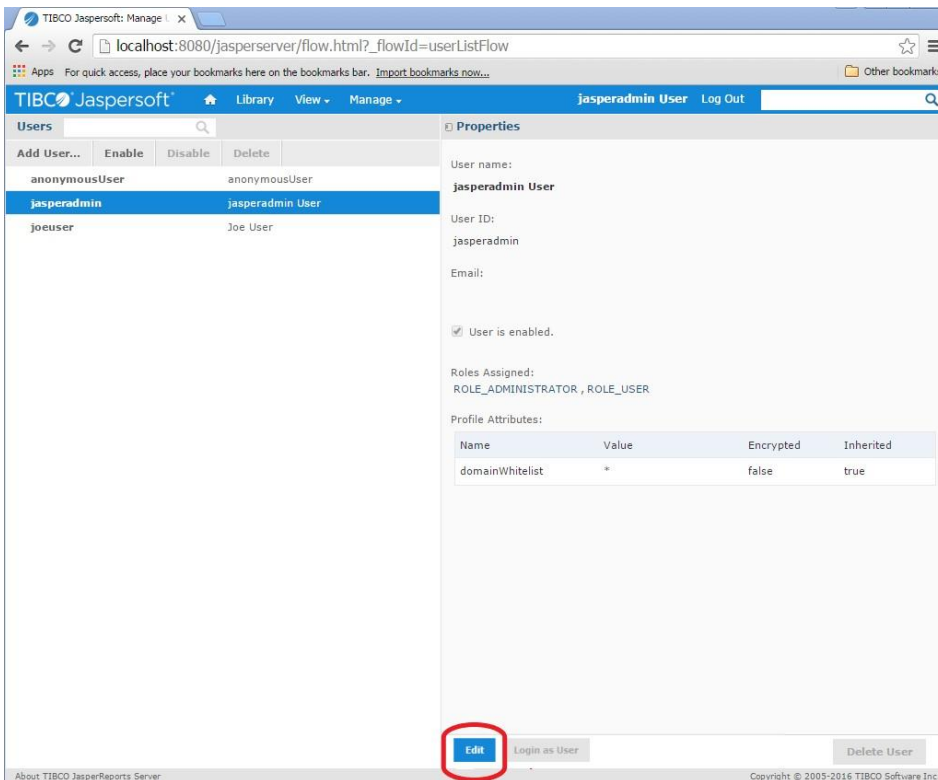 TIBCO Jaspersoft: Manage U
localhost:8080/jasperserver/flow.html?_flowId=userListFlow
Apps For quick access, place your bookmarks here on the bookmarks bar. Import bookmarks now... Other bookmarks
TIBCO Jaspersoft® Library View Manage jasperadmin User Log Out
Users Properties
Add User... Enable Disable Delete
anonymousUser anonymousUser
jasperadmin jasperadmin User
joeuser Joe User
User name:
jasperadmin User
User ID:
jasperadmin
Email:
User is enabled.
Roles Assigned:
ROLE_ADMINISTRATOR , ROLE_USER
Profile Attributes:
Name Value Encrypted Inherited
domainWhitelist * false true
Edit Login as User Delete User
About TIBCO JasperReports Server Copyright © 2005-2016 TIBCO Software Inc